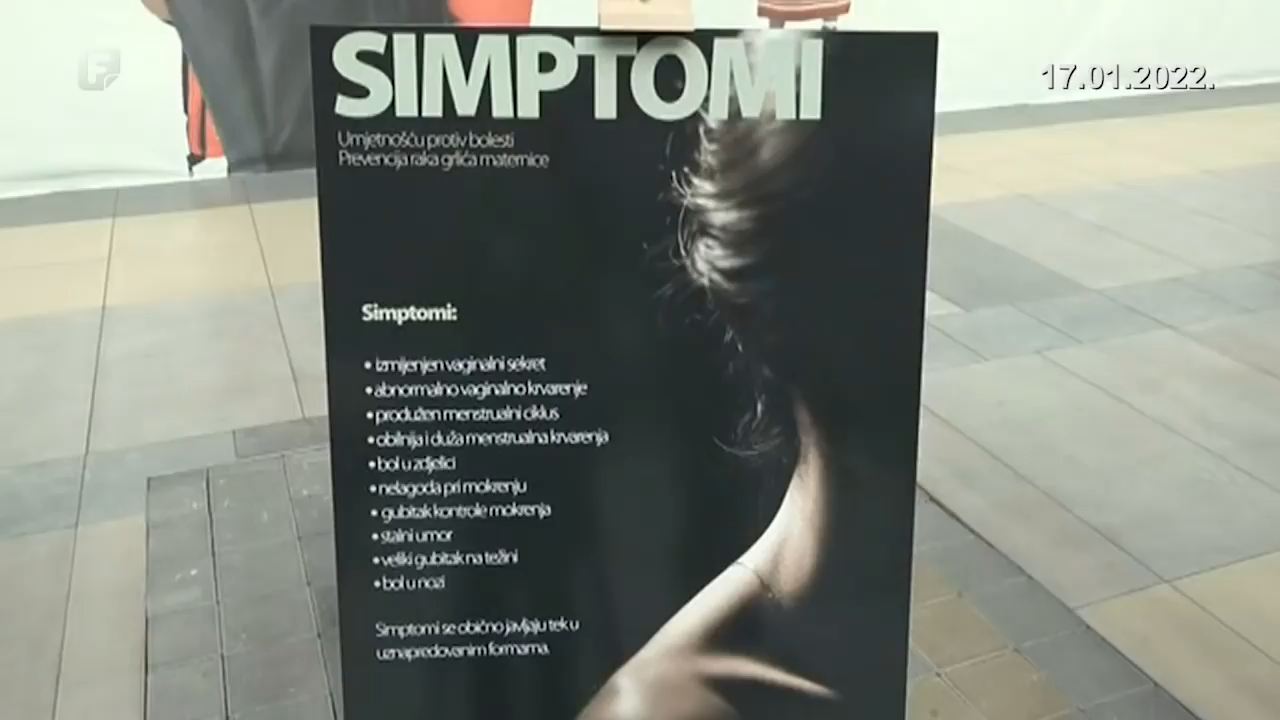 SIMPTOMI
17.01.2022.
Umjetnošću protiv bolesti
Prevencija raka grlića maternice
Simptomi:
• izmijenjen vaginalni sekret
• abnormalno vaginalno krvarenje
• produžen menstrualni ciklus
• obilnija i duža menstrualna krvarenja
• bol u zdjelici
• nelagoda pri mokrenju
• gubitak kontrole mokrenja
• stalni umor
• veliki gubitak na težini
• bol u nozi
Simptomi se obično javljaju tek u
uznapredovanim formama.